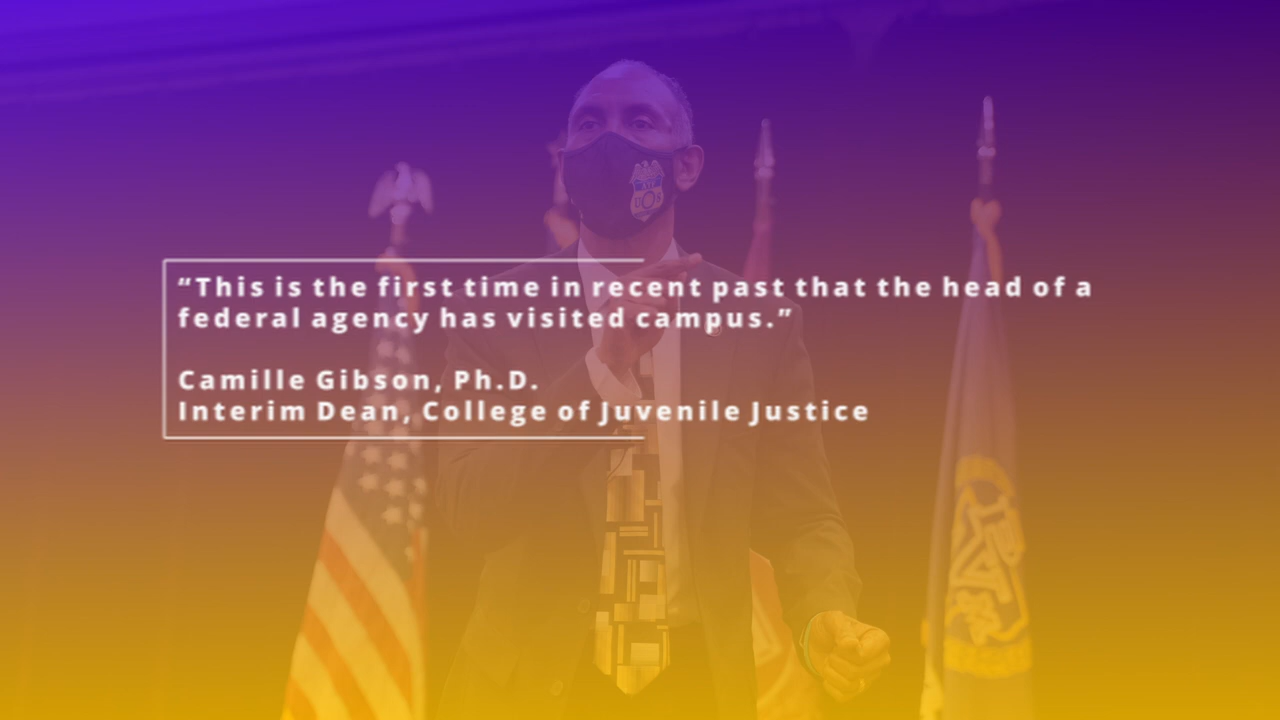 “This is the first time in recent past that the head of a
federal agency has visited campus.”
Camille Gibson, Ph.D.
Interim Dean, College of Juvenile Justice